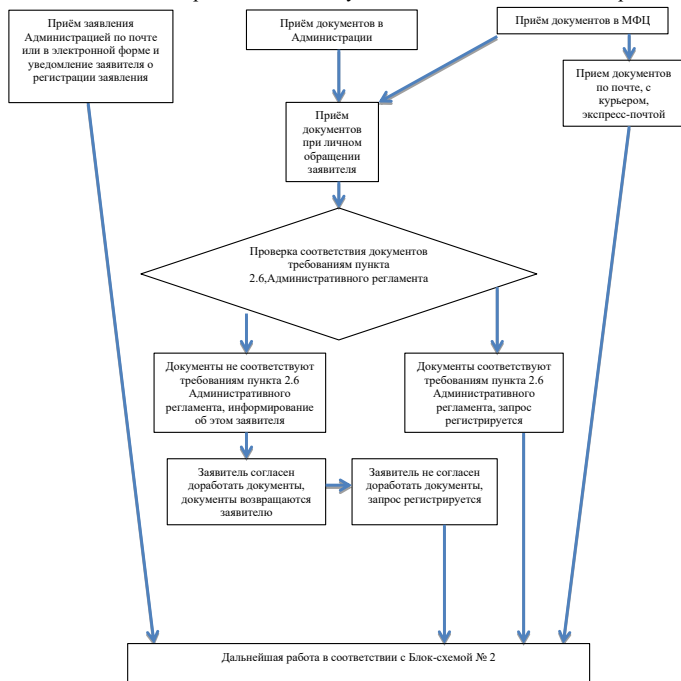 Приём заявления
Администрацией по почте
или в электронной форме и
уведомление заявителя о
регистрации заявления
Приём документов в
Администрации
Приём документов в МФЦ
Прием документов
по почте, с
курьером,
экспресс-почтой
Приём
документов
при личном
обращении
заявителя
Проверка соответствия документов
требованиям пункта
2.6,Административного регламента
Документы не соответствуют
требованиям пункта 2.6
Административного
регламента, информирование
об этом заявителя
Документы соответствуют
требованиям пункта 2.6
Административного
регламента, запрос
регистрируется
Заявитель согласен
доработать документы,
документы возвращаются
заявителю
Заявитель не согласен
доработать документы,
запрос регистрируется
Дальнейшая работа в соответствии с Блок-схемой № 2